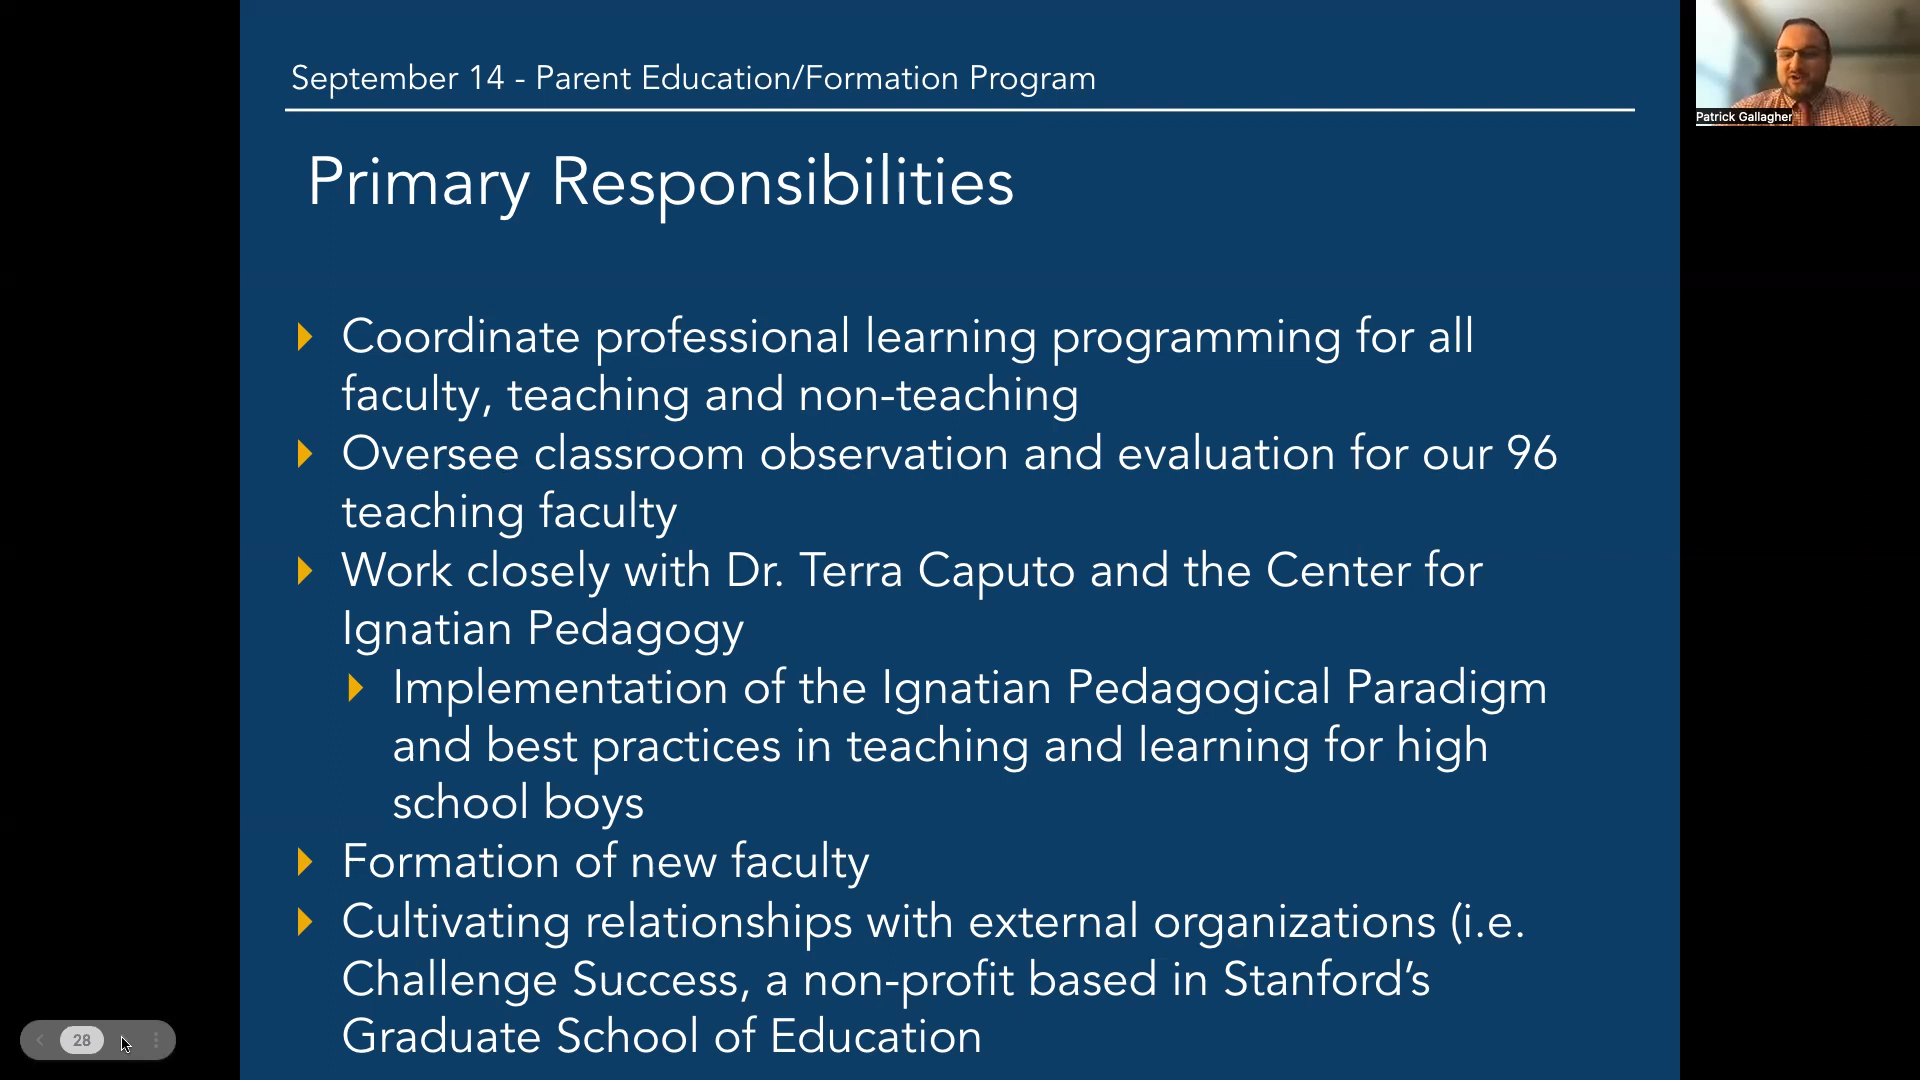 September 14 - Parent Education/Formation Program
Patrick Gallagher
Primary Responsibilities
Coordinate professional learning programming for all
faculty, teaching and non-teaching
Oversee classroom observation and evaluation for our 96
teaching faculty
Work closely with Dr. Terra Caputo and the Center for
Ignatian Pedagogy
Implementation of the Ignatian Pedagogical Paradigm
and best practices in teaching and learning for high
school boys
Formation of new faculty
Cultivating relationships with external organizations (i.e.
Challenge Success, a non-profit based in Stanford’s
Graduate School of Education
28